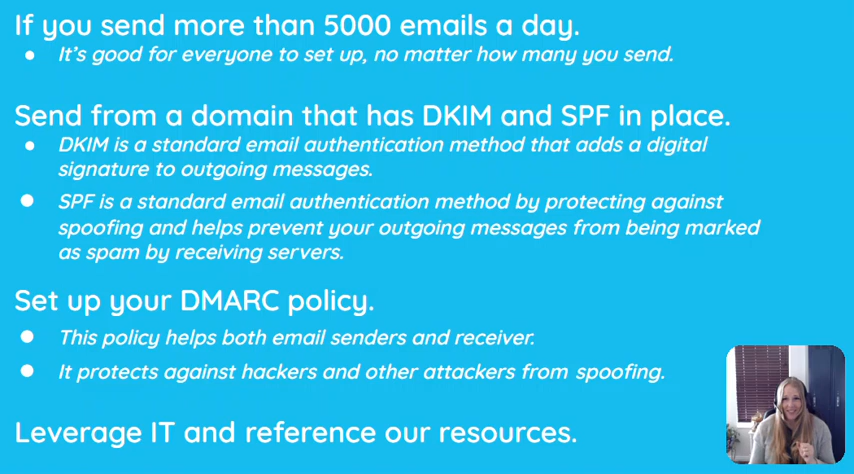 If you send more than 5000 emails a day.
It's good for everyone to set up, no matter how many you send.
Send from a domain that has DKIM and SPF in place.
DKIM is a standard email authentication method that adds a digital
signature to outgoing messages.
SPF is a standard email authentication method by protecting against
spoofing and helps prevent your outgoing messages from being marked
as spam by receiving servers.
Set up your DMARC policy.
This policy helps both email senders and receiver.
It protects against hackers and other attackers from spoofing.
Leverage IT and reference our resources.